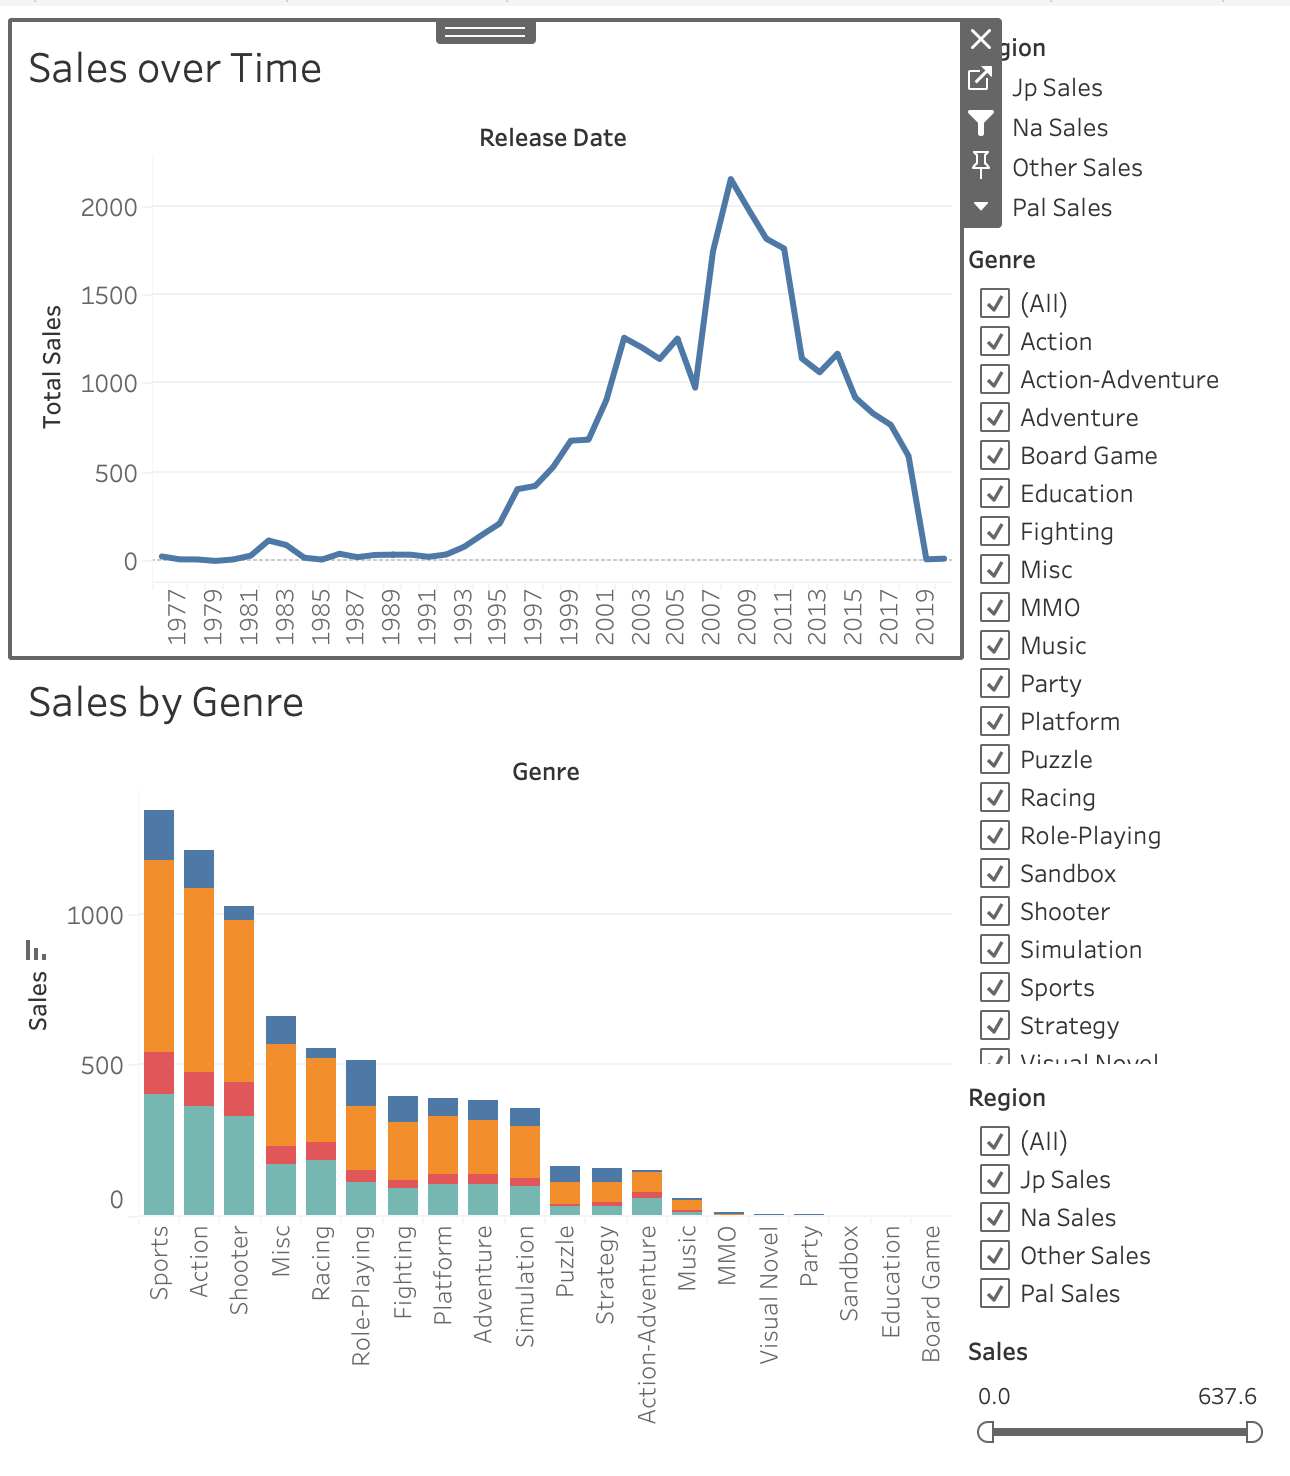 Sales over Time
Release Date
Total Sales
2000
1500
1000
500
0
1977
1979
1981
1983
1985
1987
1989
1991
1993
1995
1997
1999
2001
2003
2005
2007
2009
2011
2013
2015
2017
2019
Sales by Genre
Genre
Sales
1000
500
0
Sports
Action
Shooter
Misc
Racing
Role-Playing
Fighting
Platform
Adventure
Simulation
Puzzle
Strategy
Action-Adventure
Music
MMO
Visual Novel
Party
Sandbox
Education
Board Game
gion
Jp Sales
Na Sales
Other Sales
Pal Sales
Genre
(All)
Action
Action-Adventure
Adventure
Board Game
Education
Fighting
Misc
MMO
Music
Party
Platform
Puzzle
Racing
Role-Playing
Sandbox
Shooter
Simulation
Sports
Strategy
Visual Novel
Region
(All)
Jp Sales
Na Sales
Other Sales
Pal Sales
Sales
0.0 637.6